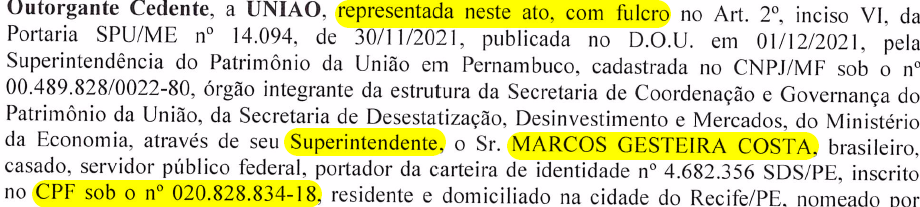 Outorgante Cedente, a UNIÃO, representada neste ato, com fulcro no Art. 2º, inciso VI, da
Portaria SPU/ME nº 14.094, de 30/11/2021, publicada no D.O.U. em 01/12/2021, pela
Superintendência do Patrimônio da União em Pernambuco, cadastrada no CNPJ/MF sob o nº
00.489.828/0022-80, órgão integrante da estrutura da Secretaria de Coordenação e Governança do
Patrimônio da União, da Secretaria de Desestatização, Desinvestimento e Mercados, do Ministério
da Economia, através de seu Superintendente, o Sr. MARCOS GESTEIRA COSTA, brasileiro,
casado, servidor público federal, portador da carteira de identidade nº 4.682.356 SDS/PE, inscrito
no CPF sob o nº 020.828.834-18, residente e domiciliado na cidade do Recife/PE, nomeado por